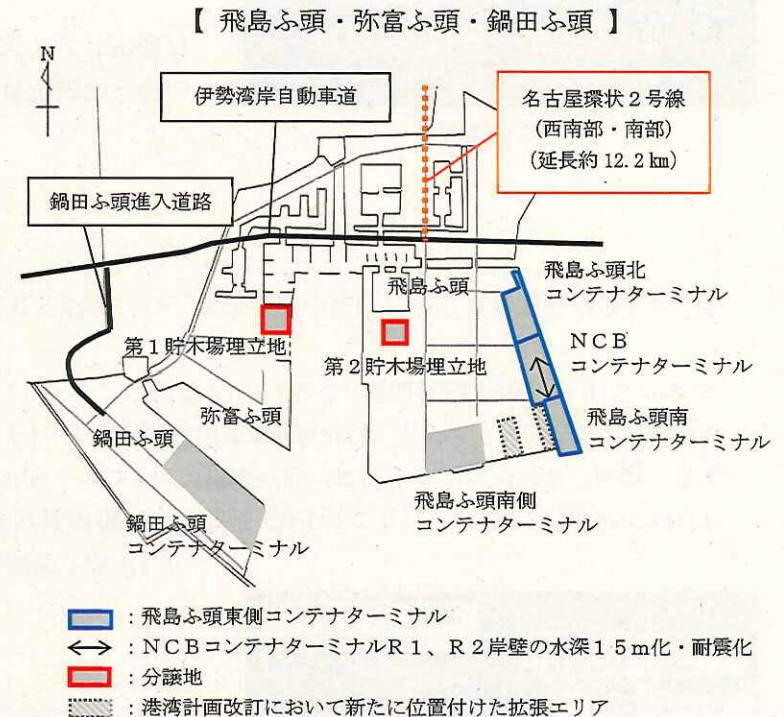 【 飛島ふ頭・弥富ふ頭・鍋田ふ頭 】
N
伊勢湾岸自動車道
名古屋環状２号線
(西南部・南部)
(延長約 12.2 km)
鍋田ふ頭進入道路
飛島ふ頭
飛島ふ頭北
コンテナターミナル
第１貯木場埋立地
第２貯木場埋立地
ＮＣＢ
コンテナターミナル
弥富ふ頭
飛島ふ頭南
コンテナターミナル
鍋田ふ頭
飛島ふ頭南側
コンテナターミナル
鍋田ふ頭
コンテナターミナル
：飛島ふ頭東側コンテナターミナル
：ＮＣＢコンテナターミナルＲ１、Ｒ２岸壁の水深１５ｍ化・耐震化
：分譲地
：港湾計画改訂において新たに位置付けた拡張エリア